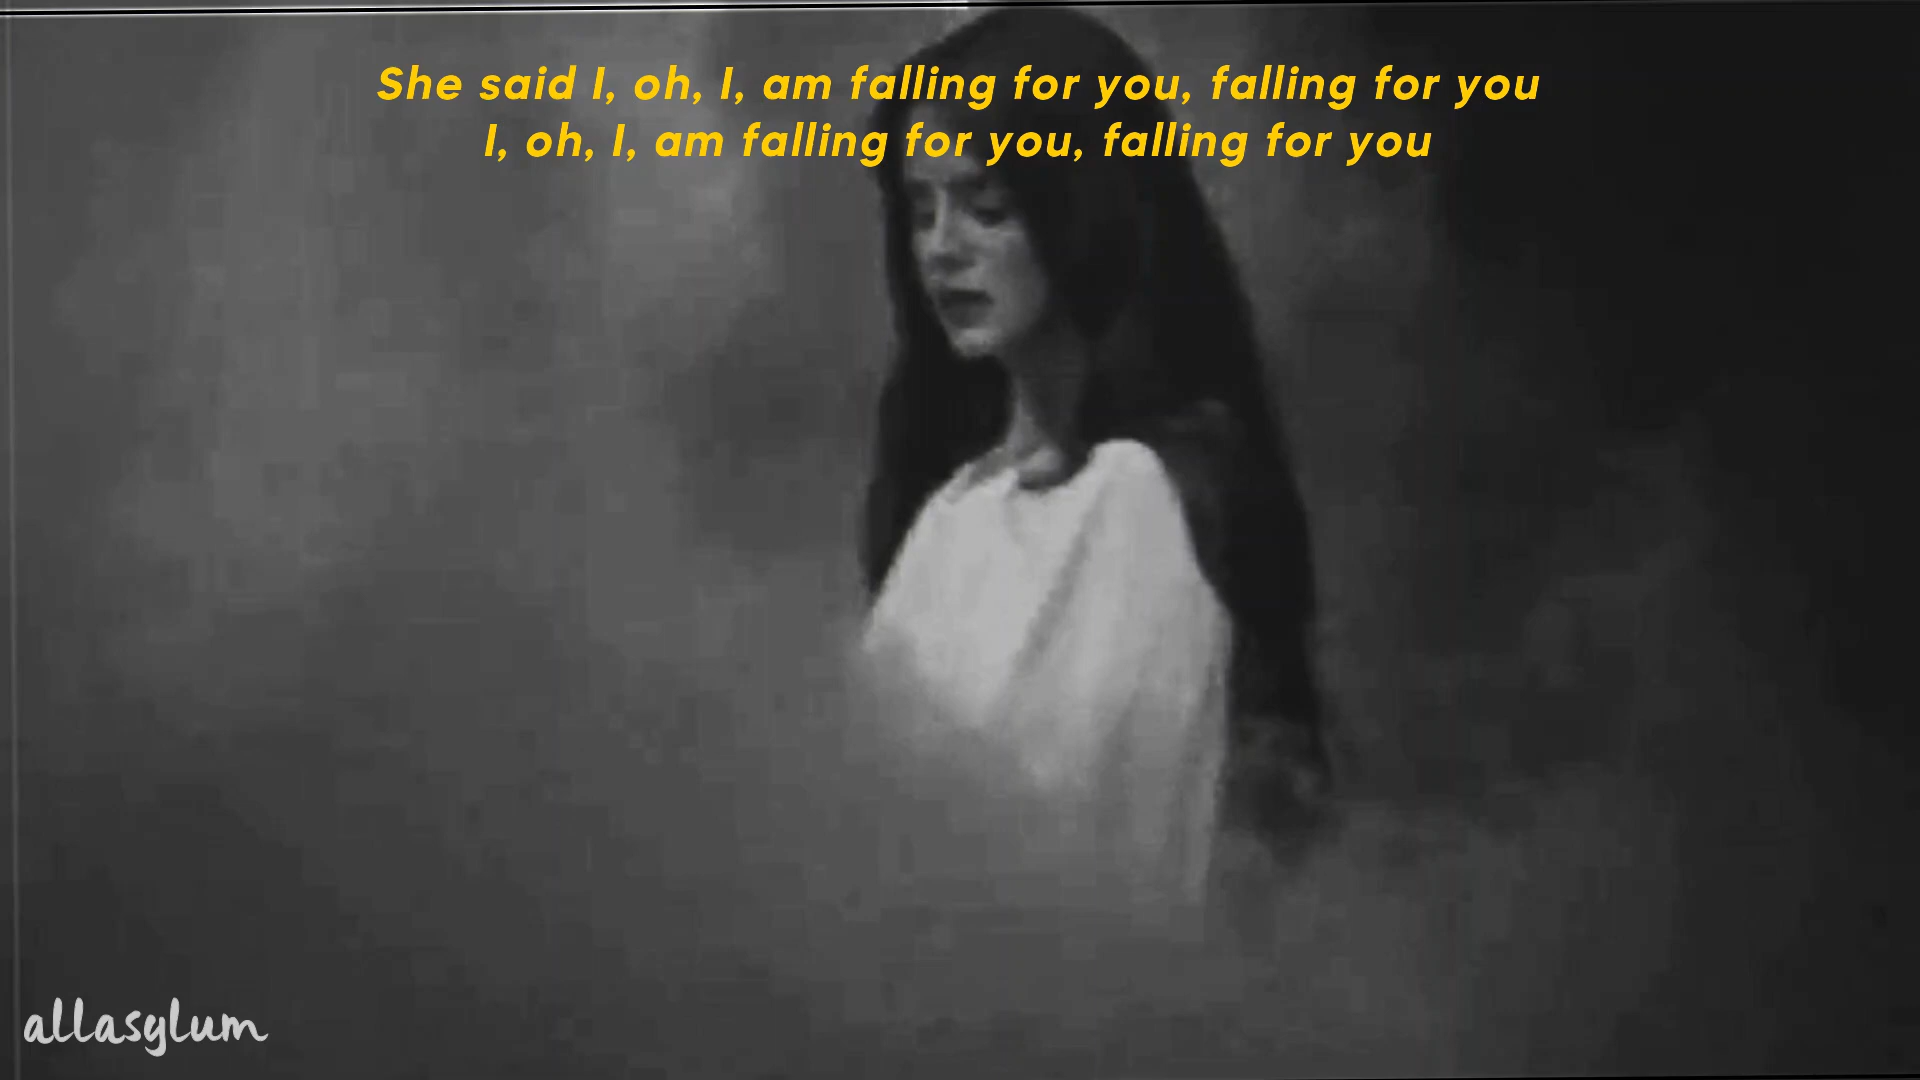 She said I, oh, I, am falling for you, falling for you
I, oh, I, am falling for you, falling for you
allasylum